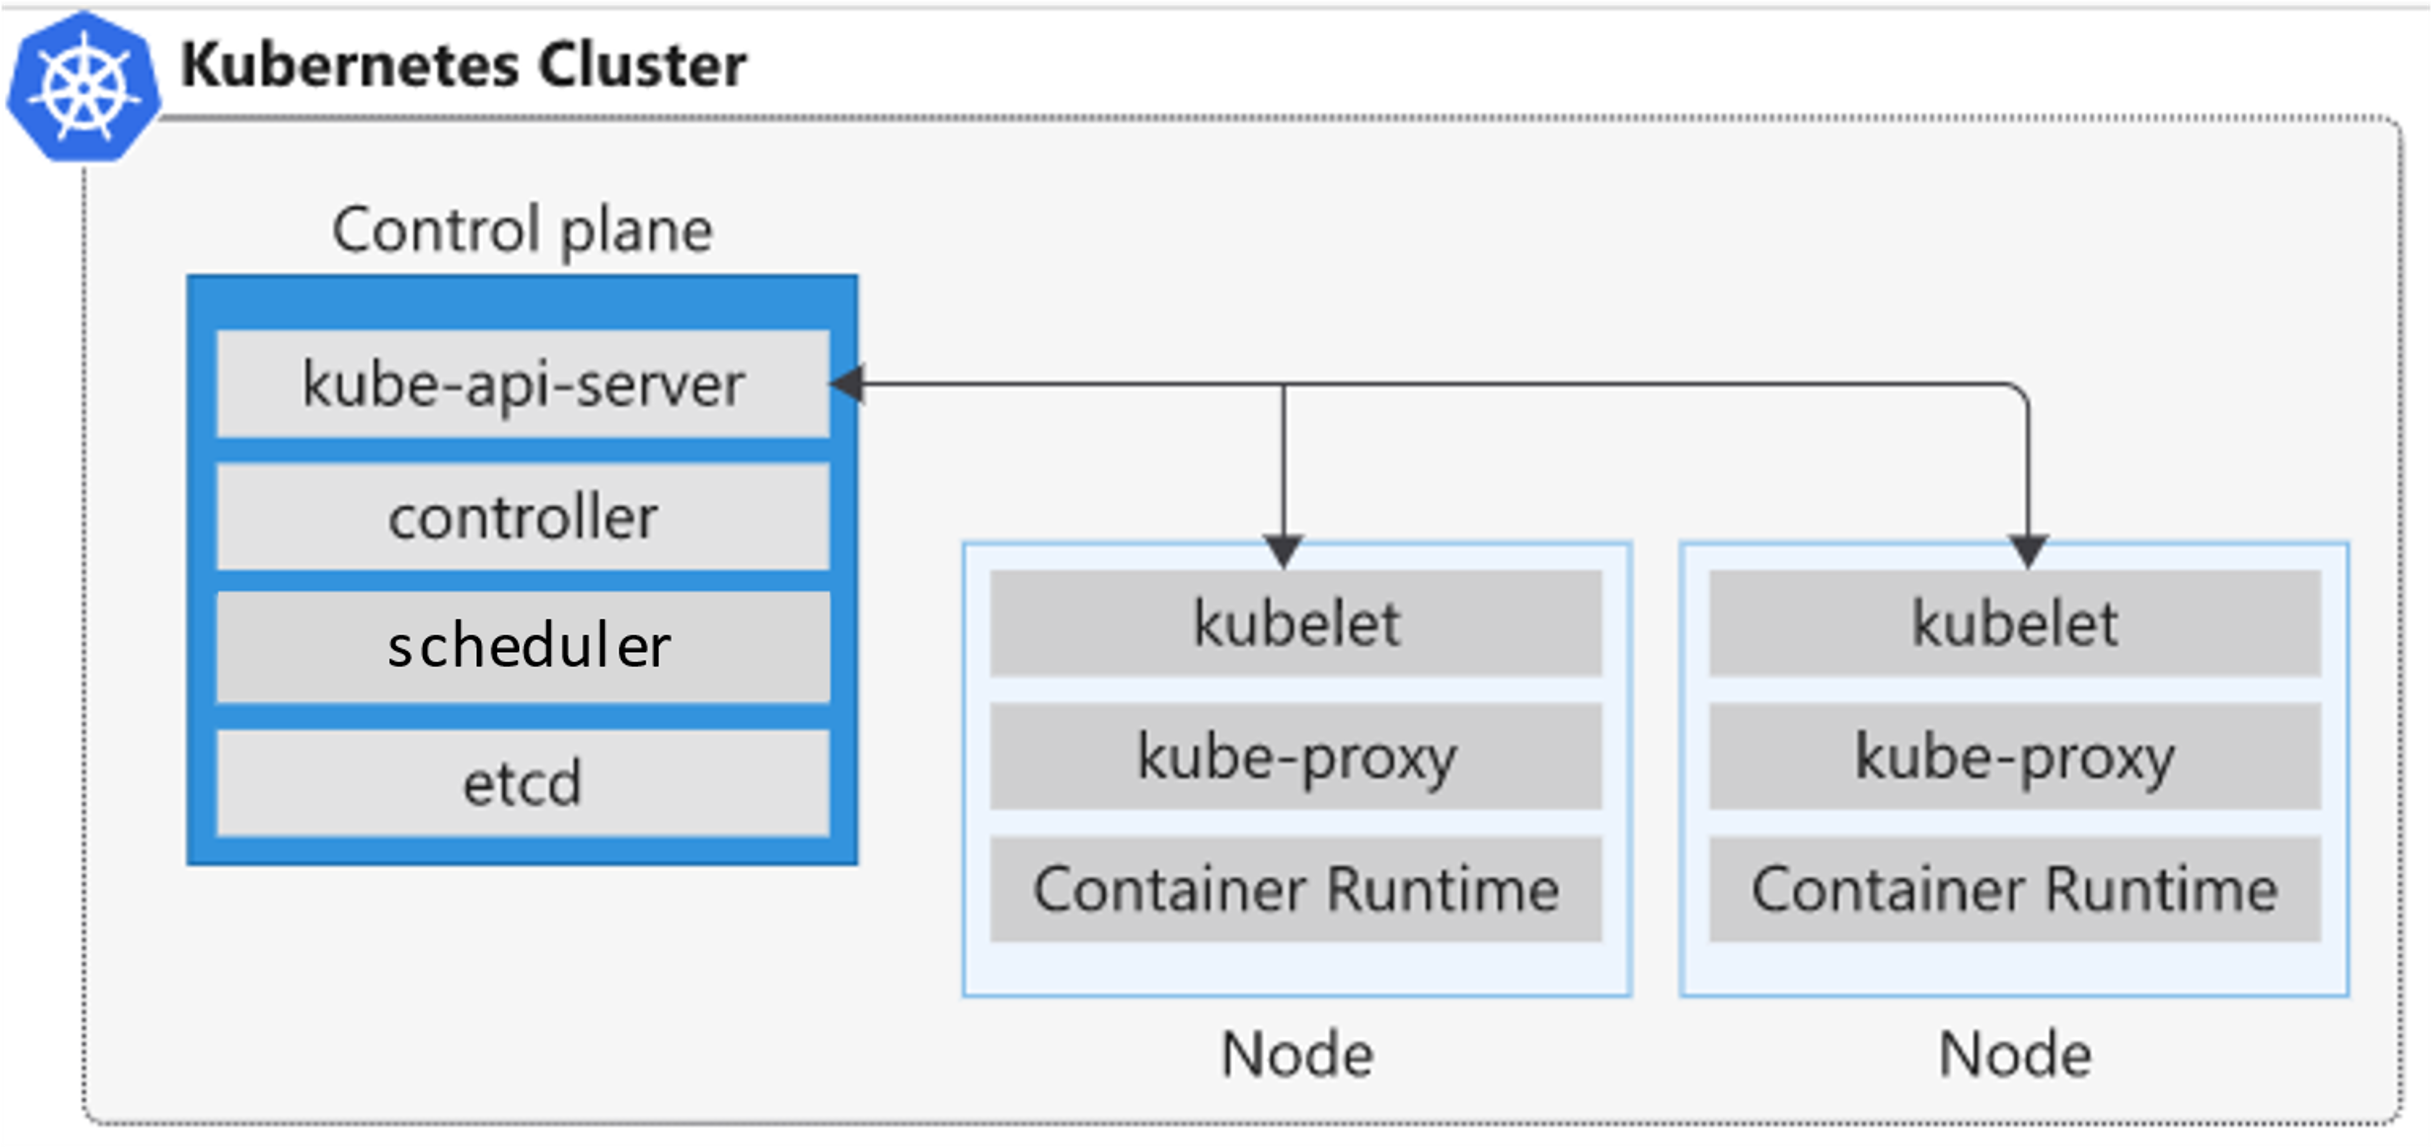 Kubernetes Cluster
Control plane
kube-api-server
controller
scheduler
etcd
kubelet
kube-proxy
Container Runtime
Node
kubelet
kube-proxy
Container Runtime
Node